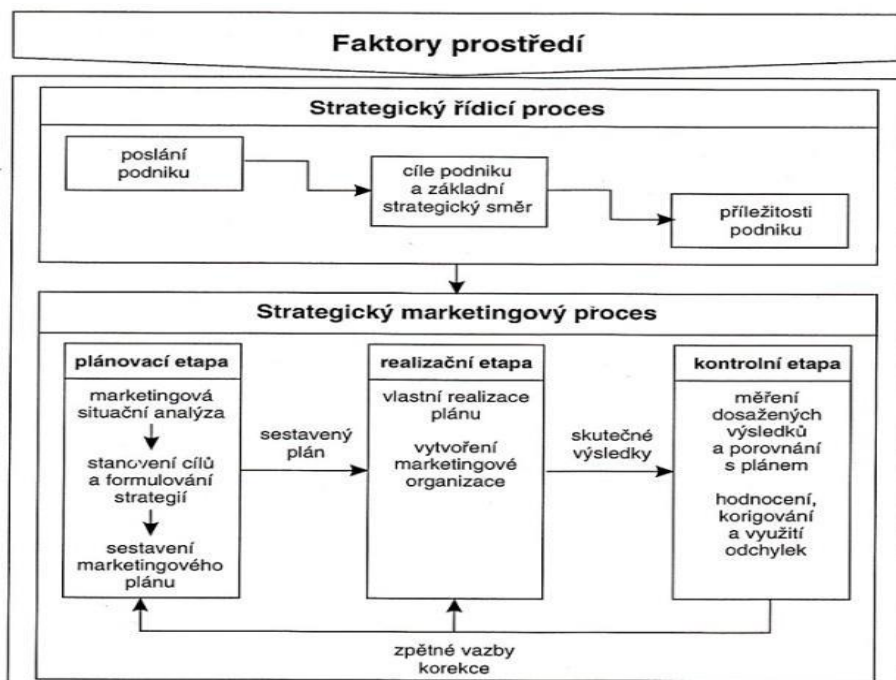 Faktory prostředí
Strategický řídicí proces
poslání
podniku
cíle podniku
a základní
strategický směr
příležitosti
podniku
Strategický marketingový proces
plánovací etapa
marketingová
situační analýza
stanovení cílů
a formulování
strategií
sestavení
marketingového
plánu
sestavený
plán
realizační etapa
vlastní realizace
plánu
vytvoření
marketingové
organizace
skutečné
výsledky
kontrolní etapa
měření
dosažených
výsledků
a porovnání
s plánem
hodnocení,
korigování
a využití
odchylek
zpětné vazby
korekce